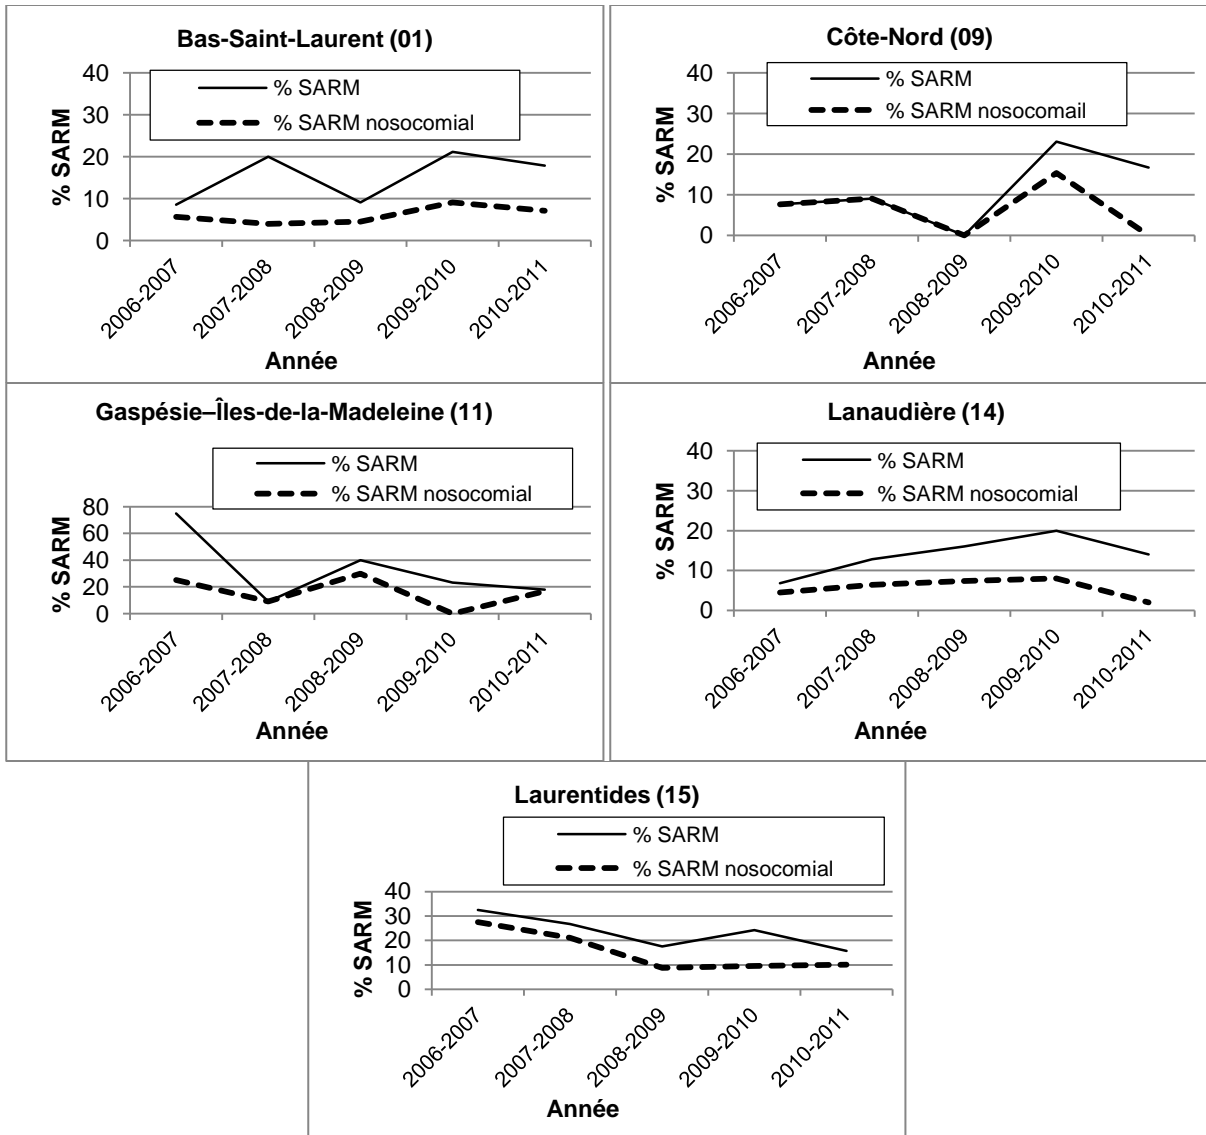 Bas-Saint-Laurent (01)
% SARM
% SARM nosocomial
% SARM
40
30
20
10
0
2006-2007
2007-2008
2008-2009
2009-2010
2010-2011
Année
Côte-Nord (09)
% SARM
% SARM nosocomail
% SARM
40
30
20
10
0
2006-2007
2007-2008
2008-2009
2009-2010
2010-2011
Année
Gaspésie–Îles-de-la-Madeleine (11)
% SARM
% SARM nosocomial
% SARM
80
60
40
20
0
2006-2007
2007-2008
2008-2009
2009-2010
2010-2011
Année
Lanaudière (14)
% SARM
% SARM nosocomial
% SARM
40
30
20
10
0
2006-2007
2007-2008
2008-2009
2009-2010
2010-2011
Année
Laurentides (15)
% SARM
% SARM nosocomial
% SARM
40
30
20
10
0
2006-2007
2007-2008
2008-2009
2009-2010
2010-2011
Année